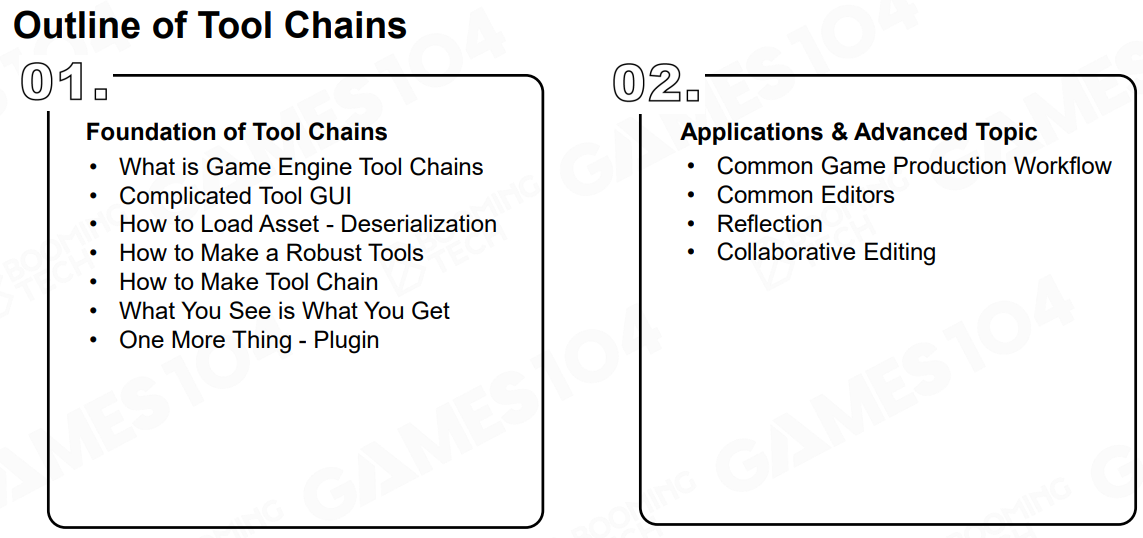 Outline of Tool Chains
01.
Foundation of Tool Chains
• What is Game Engine Tool Chains
• Complicated Tool GUI
• How to Load Asset - Deserialization
• How to Make a Robust Tools
• How to Make Tool Chain
• What You See is What You Get
• One More Thing - Plugin
02.
Applications & Advanced Topic
• Common Game Production Workflow
• Common Editors
• Reflection
• Collaborative Editing
GAMES104
BOOMING
TECH